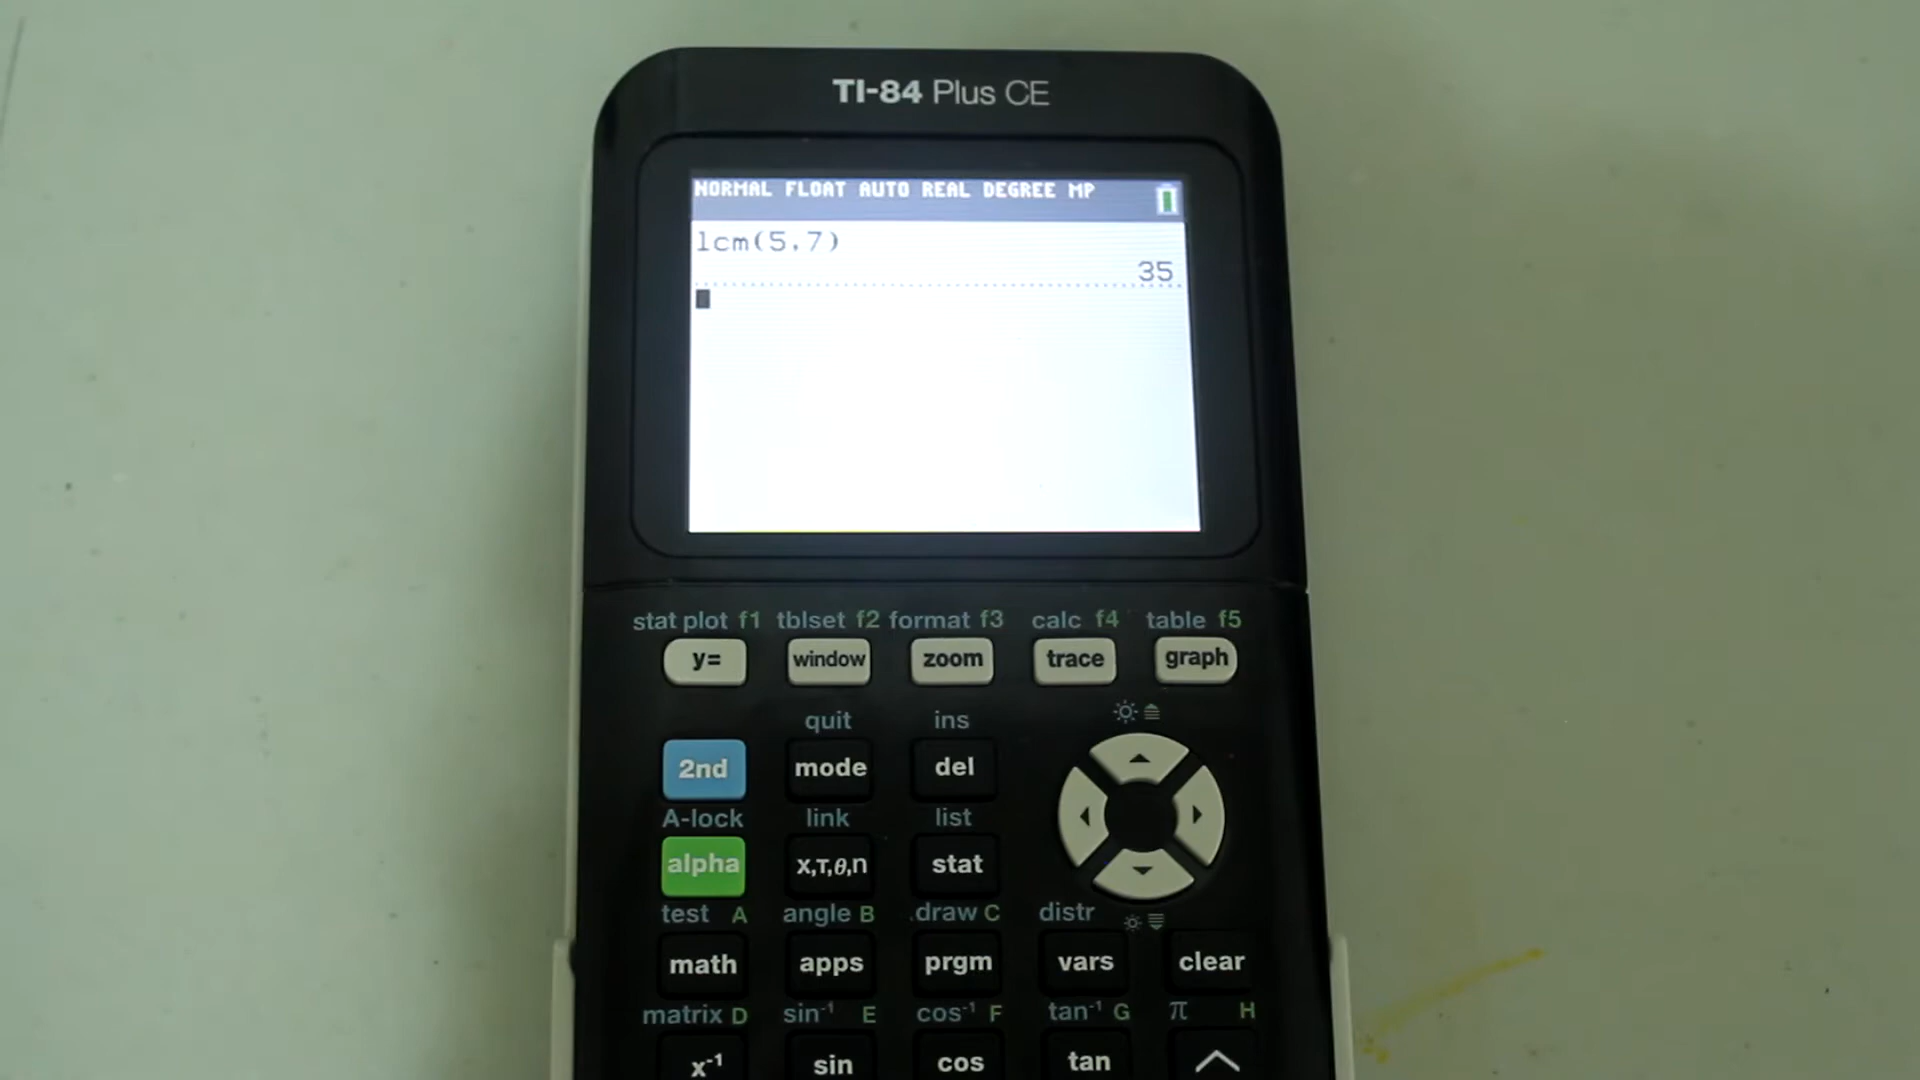 TI-84 Plus CE
NORMAL FLOAT AUTO REAL DEGREE MP
lcm(5,7)
35
stat plot f1 tblset f2 format f3 calc f4 table f5
y= window zoom trace graph
quit ins
2nd mode del
A-lock link list
alpha X,T,θ,n stat
test A angle B draw C distr
math apps prgm vars clear
matrix D sin⁻¹ E cos⁻¹ F tan⁻¹ G π H
x⁻¹ sin cos tan ^